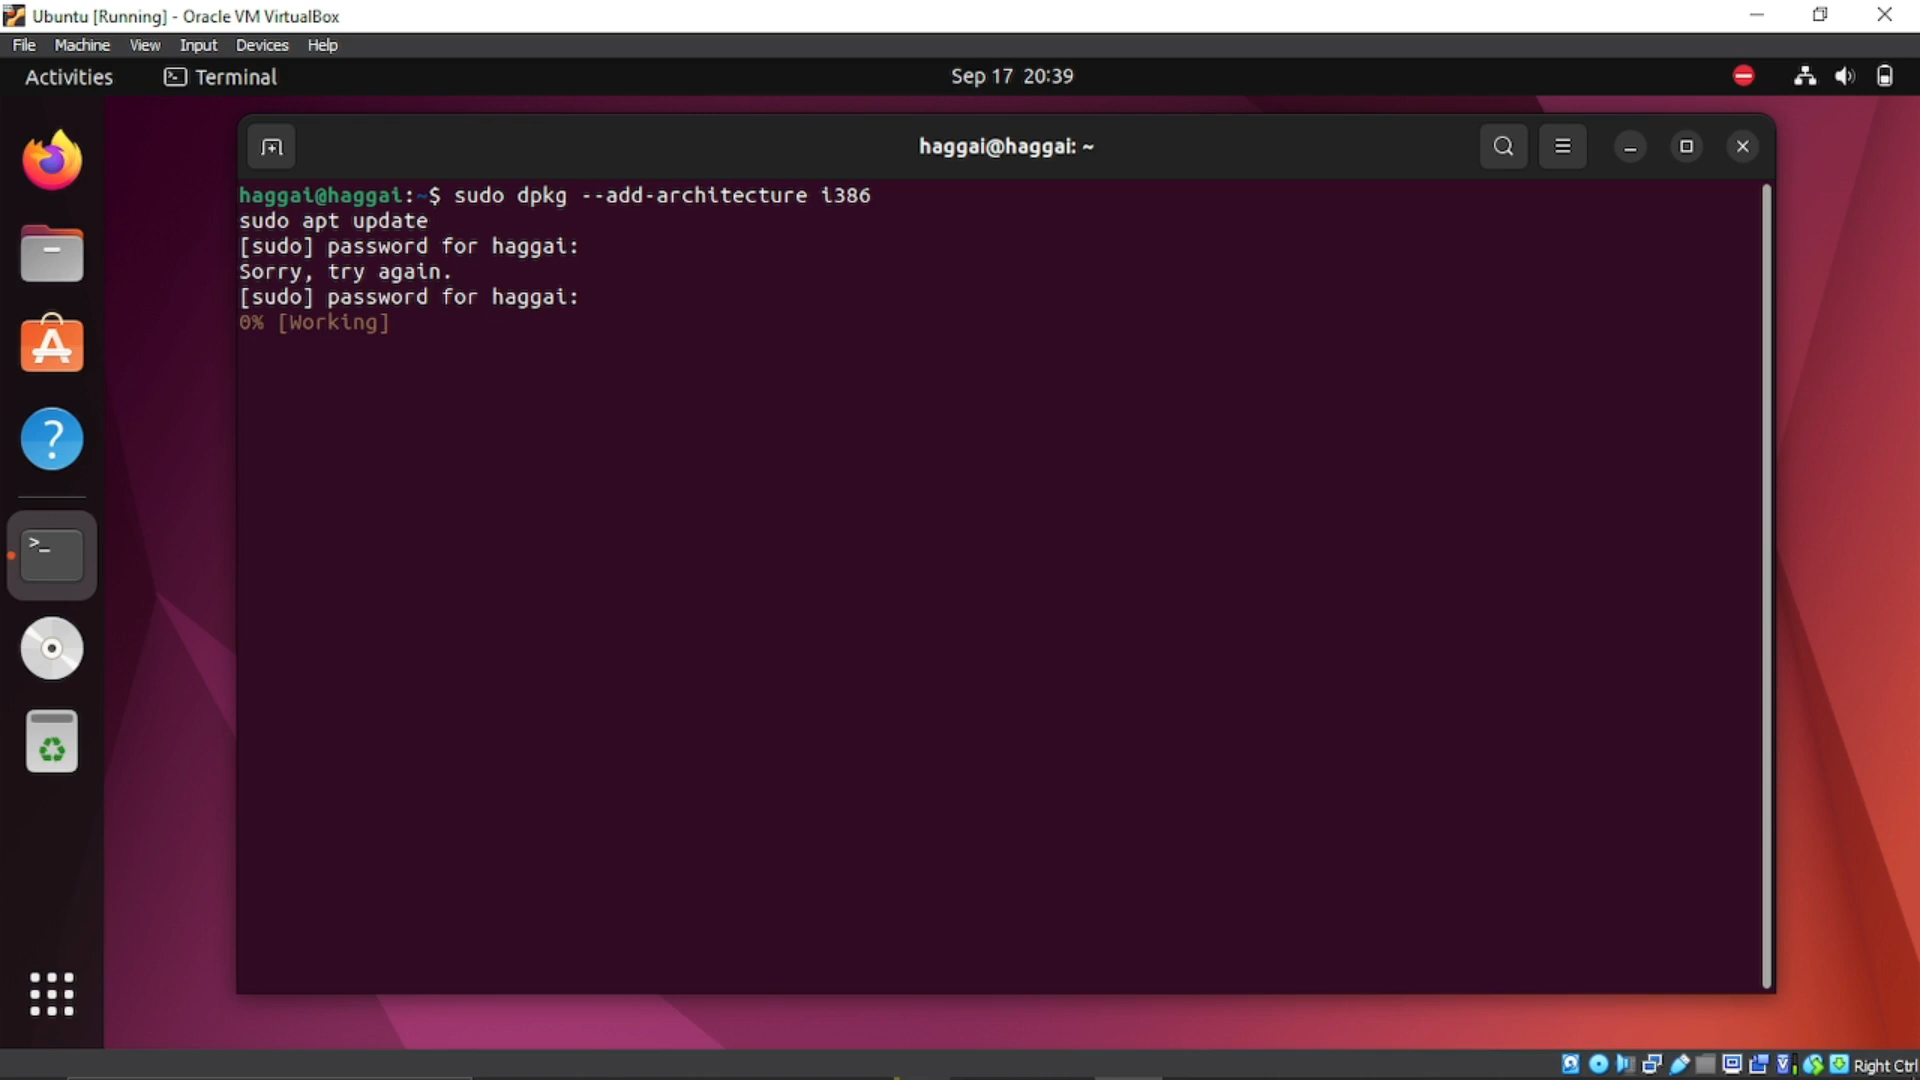 Ubuntu [Running] - Oracle VM VirtualBox
File Machine View Input Devices Help
Activities Terminal Sep 17 20:39
haggai@haggai: ~
haggai@haggai:~$ sudo dpkg --add-architecture i386
sudo apt update
[sudo] password for haggai:
Sorry, try again.
[sudo] password for haggai:
0% [Working]
Right Ctrl